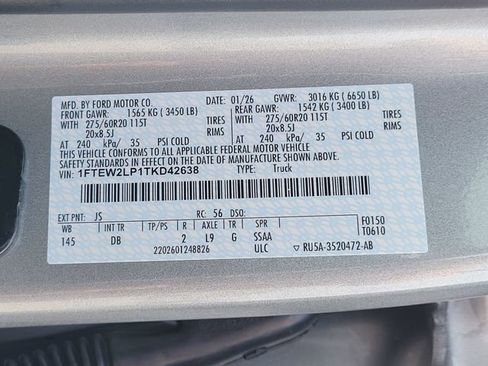 MFD. BY FORD MOTOR CO. 01/26 GVWR: 3016 KG ( 6650 LB)
FRONT GAWR: 1565 KG ( 3450 LB) REAR GAWR: 1542 KG ( 3400 LB)
WITH 275/60R20 115T TIRES WITH 275/60R20 115T TIRES
20x8.5J RIMS 20x8.5J RIMS
AT 240 kPa/ 35 PSI COLD AT 240 kPa/ 35 PSI COLD
THIS VEHICLE CONFORMS TO ALL APPLICABLE FEDERAL MOTOR VEHICLE
SAFETY STANDARDS IN EFFECT ON THE DATE OF MANUFACTURE SHOWN ABOVE.
VIN: 1FTEW2LP1TKD42638 TYPE: Truck
EXT PNT: JS RC: 56 DSO: F0150
WB INT TR TP/PS R AXLE TR SPR T0610
145 DB 2 L9 G SSAA
2202601248826 ULC RU5A-3520472-AB